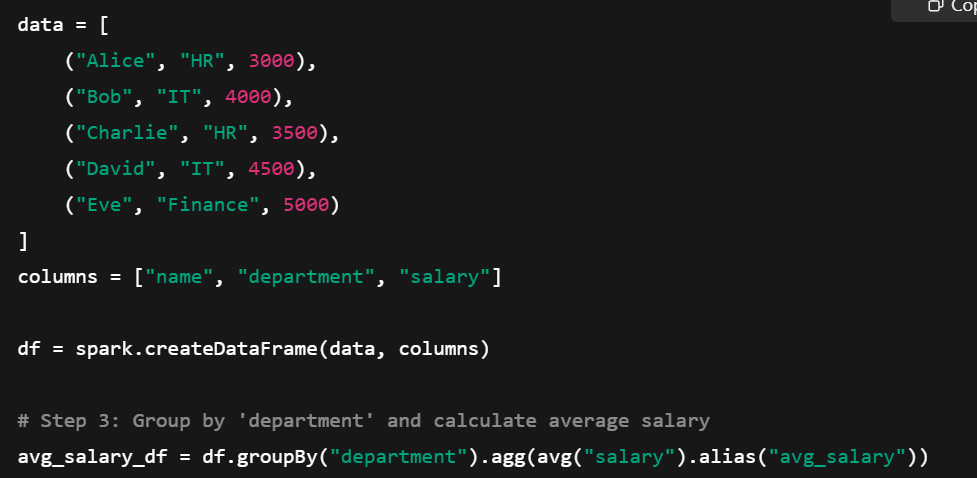 Cop
data = [
    ("Alice", "HR", 3000),
    ("Bob", "IT", 4000),
    ("Charlie", "HR", 3500),
    ("David", "IT", 4500),
    ("Eve", "Finance", 5000)
]
columns = ["name", "department", "salary"]
df = spark.createDataFrame(data, columns)
# Step 3: Group by 'department' and calculate average salary
avg_salary_df = df.groupBy("department").agg(avg("salary").alias("avg_salary"))